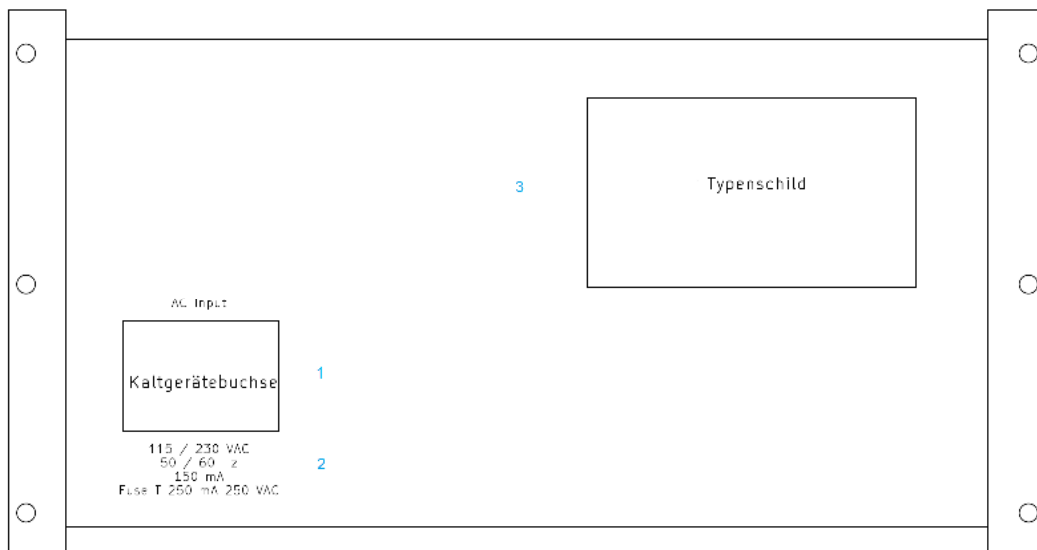 3
Typenschild
AC Input
Kaltgerätebuchse
1
115 / 230 VAC
50 / 60 z
150 mA
Fuse T 250 mA 250 VAC
2